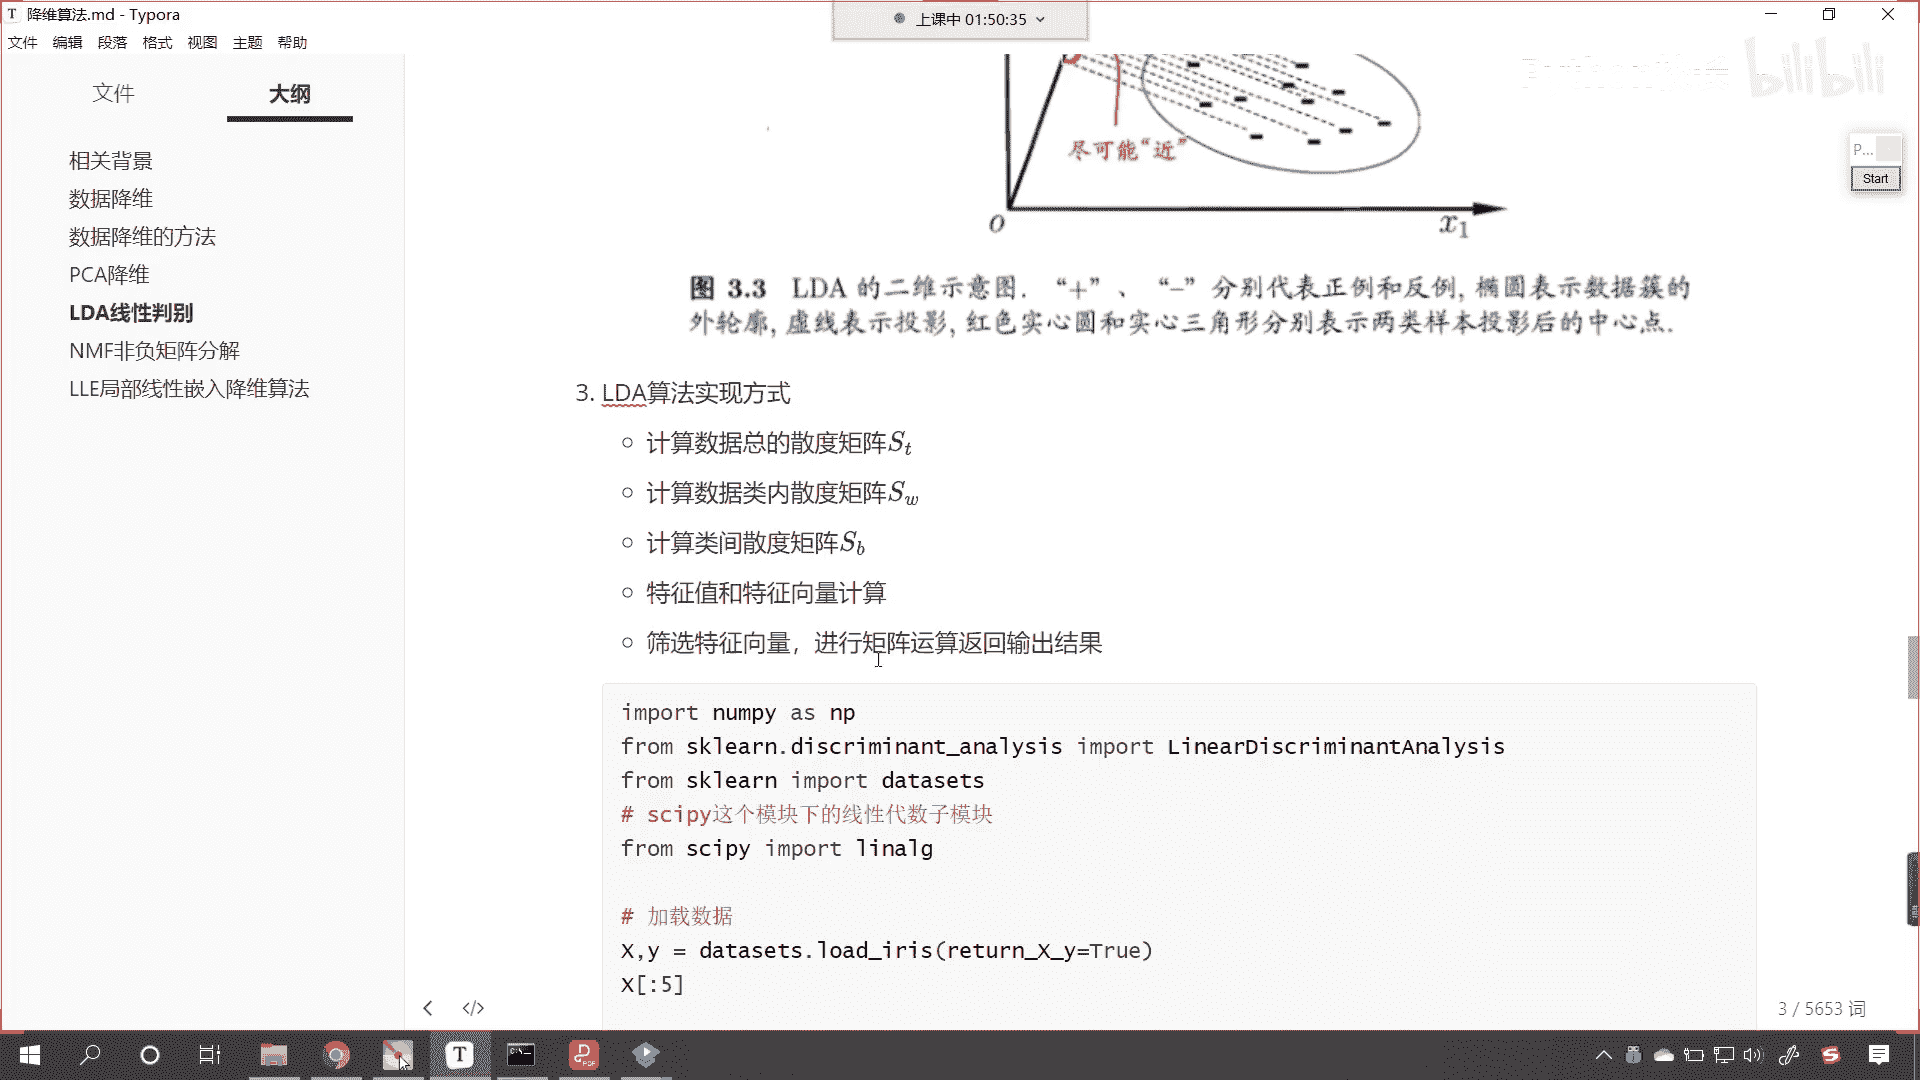 降维算法.md - Typora
上课中 01:50:35
文件 编辑 段落 格式 视图 主题 帮助
bilibili
文件 大纲
相关背景
数据降维
数据降维的方法
PCA降维
LDA线性判别
NMF非负矩阵分解
LLE局部线性嵌入降维算法
P...
Start
尽可能“近”
O
x₁
图 3.3 LDA 的二维示意图. “+”、“–”分别代表正例和反例, 椭圆表示数据簇的
外轮廓, 虚线表示投影, 红色实心圆和实心三角形分别表示两类样本投影后的中心点.
3. LDA算法实现方式
计算数据总的散度矩阵Sₜ
计算数据类内散度矩阵S_w
计算类间散度矩阵S_b
特征值和特征向量计算
筛选特征向量，进行矩阵运算返回输出结果
import numpy as np
from sklearn.discriminant_analysis import LinearDiscriminantAnalysis
from sklearn import datasets
# scipy这个模块下的线性代数子模块
from scipy import linalg
# 加载数据
X,y = datasets.load_iris(return_X_y=True)
X[:5]
3 / 5653 词